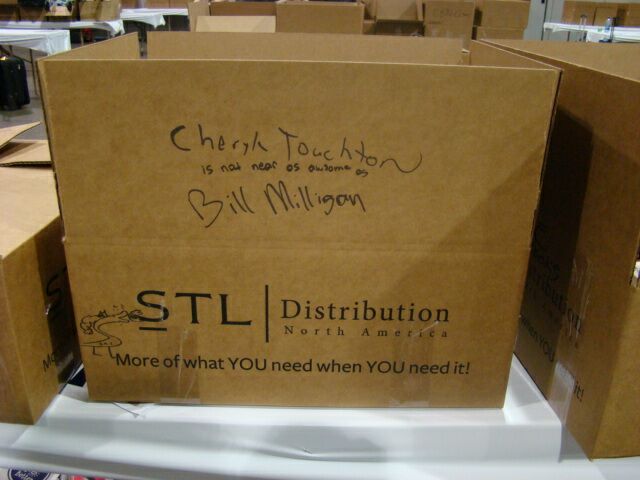 Cheryl Touchton
is not near as awsome as
Bill Milligan
STL Distribution
North America
More of what YOU need when YOU need it!